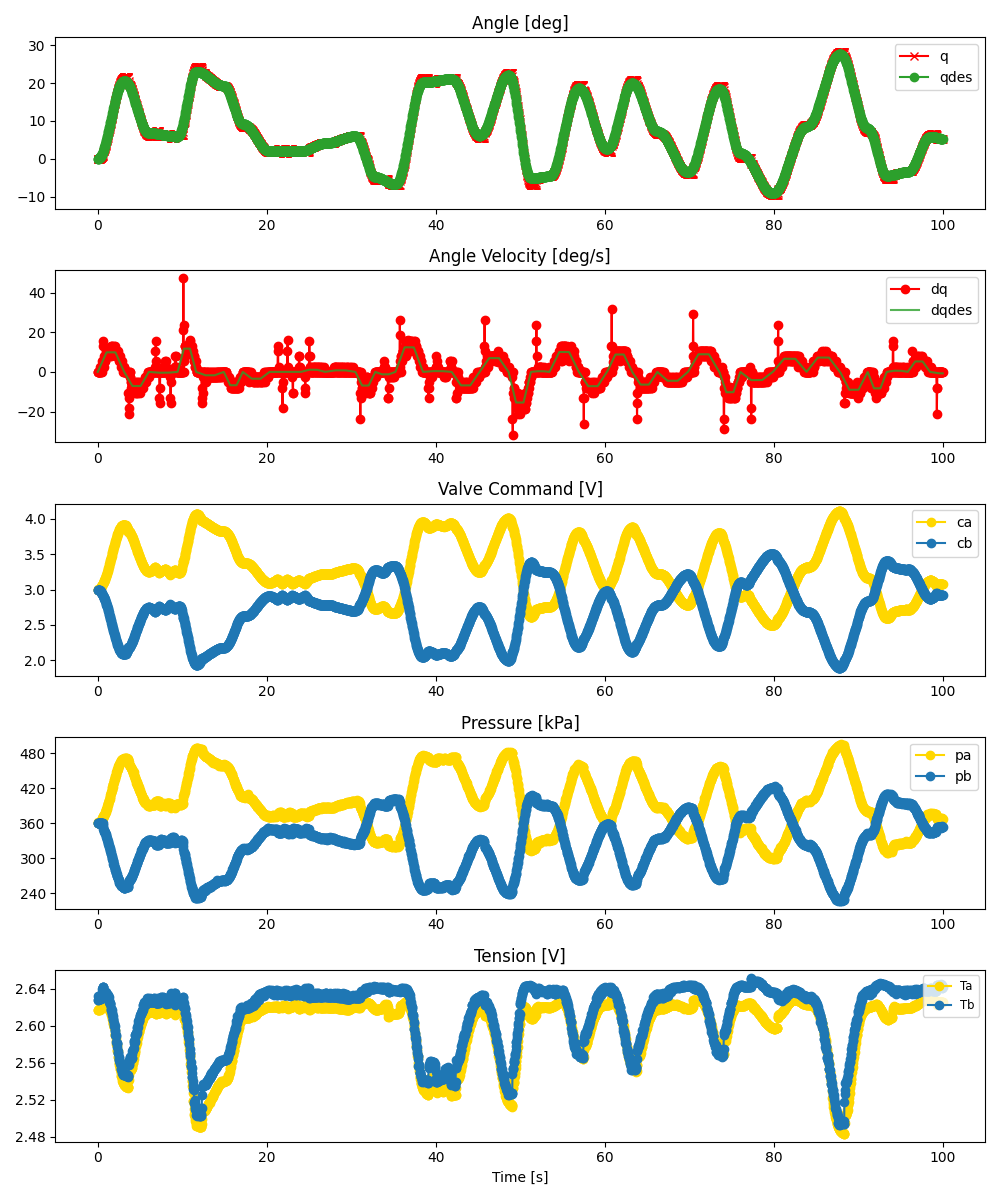 Angle [deg]
30
20
10
0
−10
q
qdes
0 20 40 60 80 100
Angle Velocity [deg/s]
40
20
0
−20
dq
dqdes
0 20 40 60 80 100
Valve Command [V]
4.0
3.5
3.0
2.5
2.0
ca
cb
0 20 40 60 80 100
Pressure [kPa]
480
420
360
300
240
pa
pb
0 20 40 60 80 100
Tension [V]
2.64
2.60
2.56
2.52
2.48
Ta
Tb
0 20 40 60 80 100
Time [s]